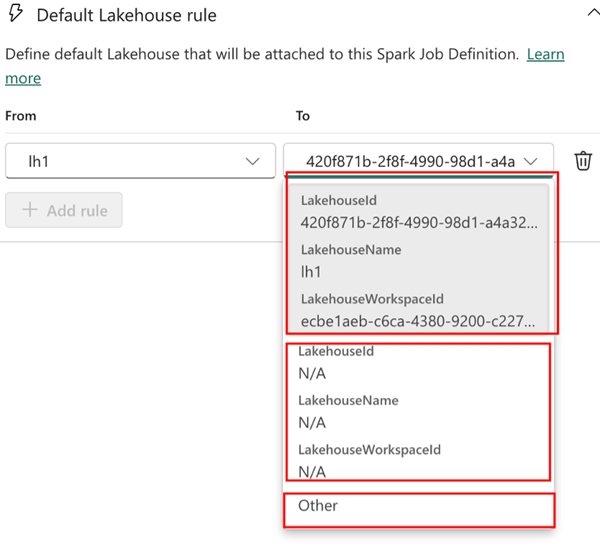 Default Lakehouse rule
Define default Lakehouse that will be attached to this Spark Job Definition. Learn
more
From To
lh1 420f871b-2f8f-4990-98d1-a4a
+ Add rule
LakehouseId
420f871b-2f8f-4990-98d1-a4a32...
LakehouseName
lh1
LakehouseWorkspaceId
ecbe1aeb-c6ca-4380-9200-c227...
LakehouseId
N/A
LakehouseName
N/A
LakehouseWorkspaceId
N/A
Other